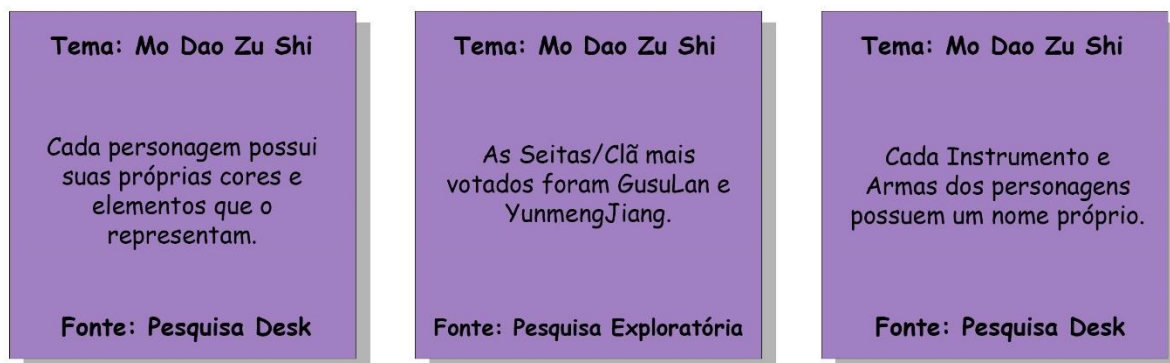 Tema: Mo Dao Zu Shi
Cada personagem possui
suas próprias cores e
elementos que o
representam.
Fonte: Pesquisa Desk
Tema: Mo Dao Zu Shi
As Seitas/Clã mais
votados foram GusuLan e
YunmengJiang.
Fonte: Pesquisa Exploratória
Tema: Mo Dao Zu Shi
Cada Instrumento e
Armas dos personagens
possuem um nome próprio.
Fonte: Pesquisa Desk